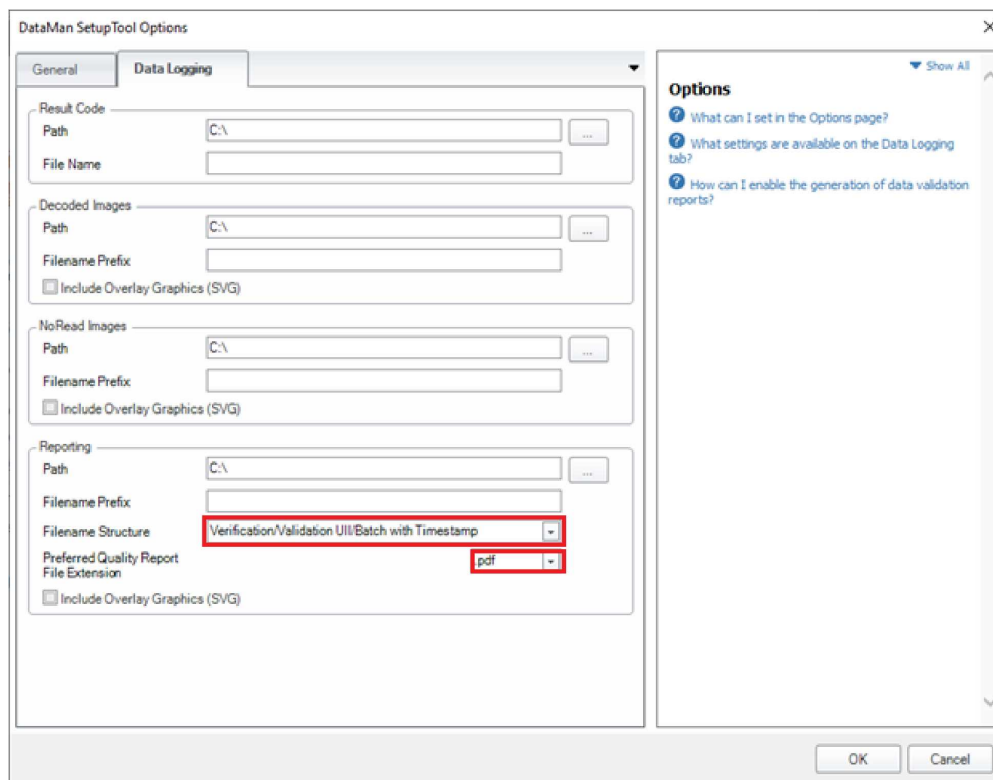 DataMan SetupTool Options
General
Data Logging
Result Code
Path
C:\
...
File Name
Decoded Images
Path
C:\
...
Filename Prefix
Include Overlay Graphics (SVG)
NoRead Images
Path
C:\
...
Filename Prefix
Include Overlay Graphics (SVG)
Reporting
Path
C:\
...
Filename Prefix
Filename Structure
Verification/Validation UII/Batch with Timestamp
Preferred Quality Report
File Extension
.pdf
Include Overlay Graphics (SVG)
Show All
Options
What can I set in the Options page?
What settings are available on the Data Logging
tab?
How can I enable the generation of data validation
reports?
OK
Cancel